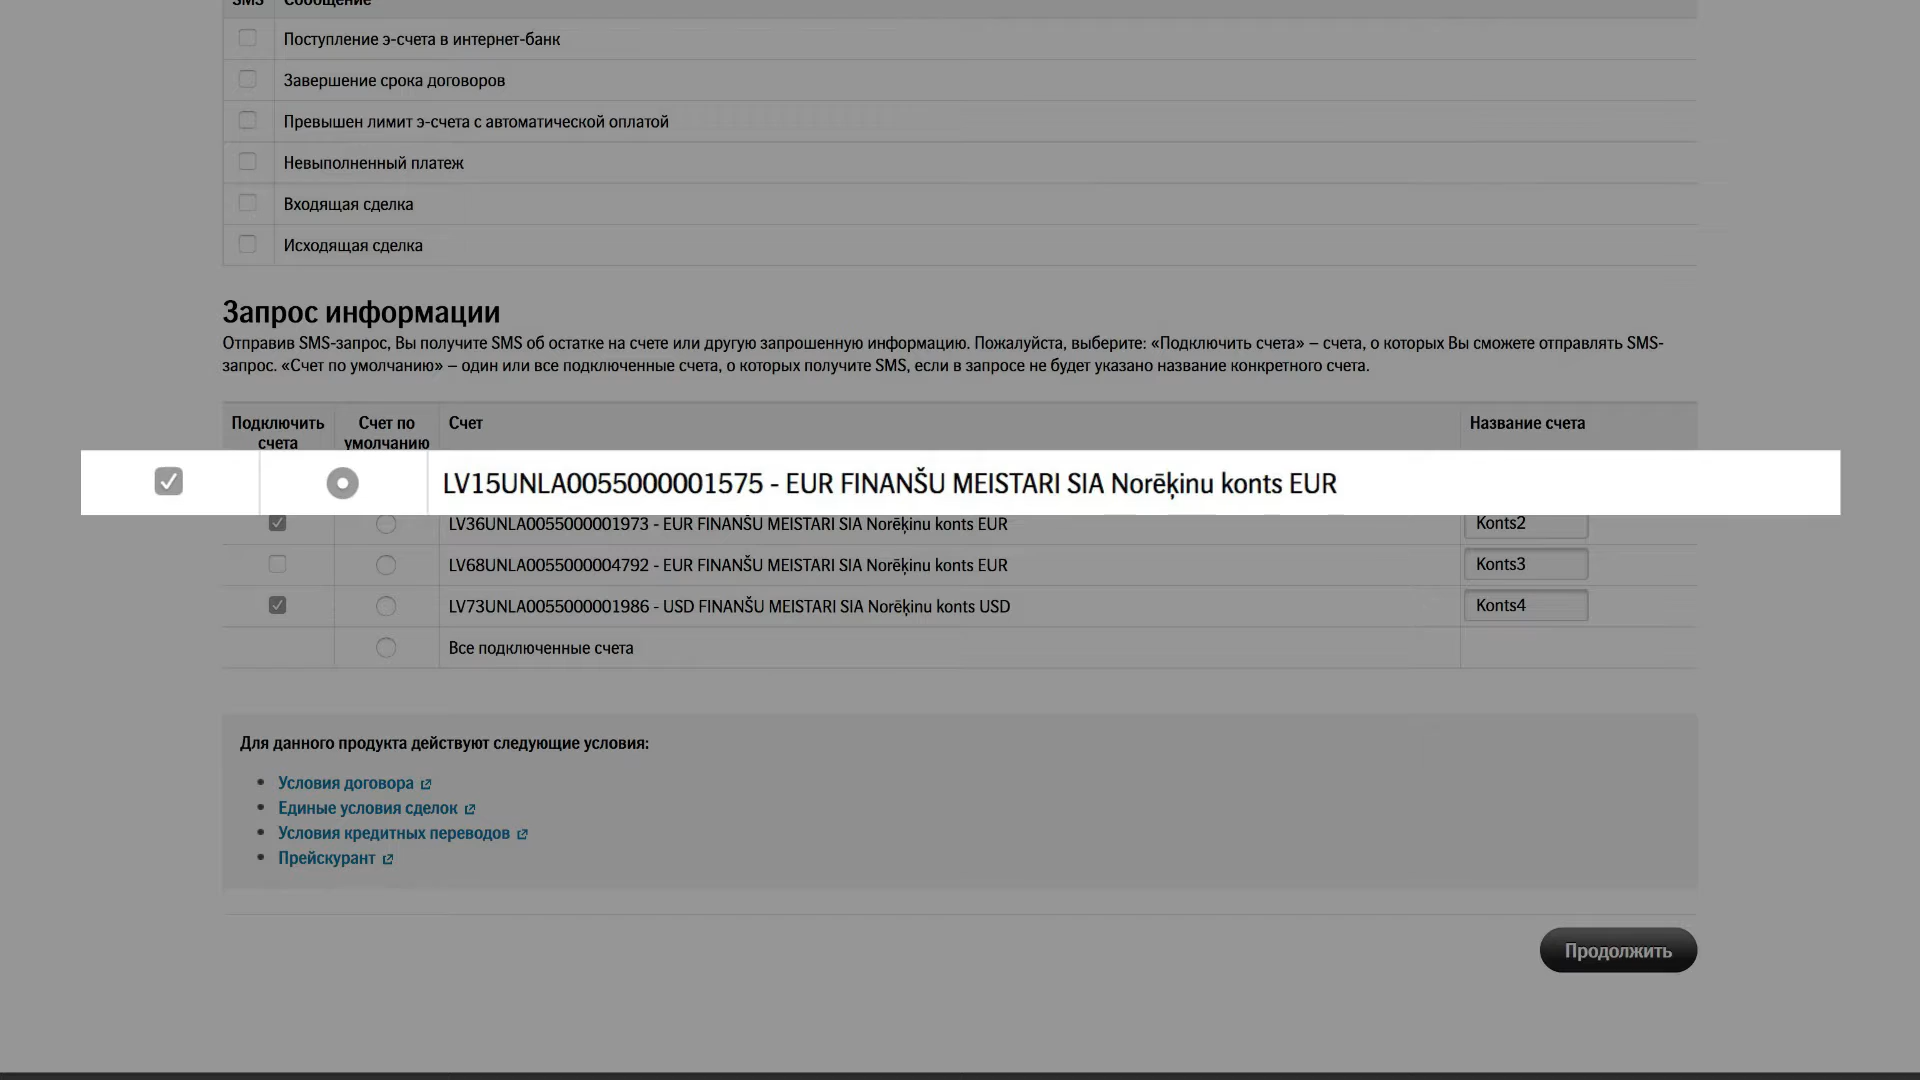 SMS Сообщение
Поступление э-счета в интернет-банк
Завершение срока договоров
Превышен лимит э-счета с автоматической оплатой
Невыполненный платеж
Входящая сделка
Исходящая сделка
Запрос информации
Отправив SMS-запрос, Вы получите SMS об остатке на счете или другую запрошенную информацию. Пожалуйста, выберите: «Подключить счета» – счета, о которых Вы сможете отправлять SMS-
запрос. «Счет по умолчанию» – один или все подключенные счета, о которых получите SMS, если в запросе не будет указано название конкретного счета.
Подключить счета Счет по умолчанию Счет Название счета
LV15UNLA0055000001575 - EUR FINANŠU MEISTARI SIA Norēķinu konts EUR
LV36UNLA0055000001973 - EUR FINANŠU MEISTARI SIA Norēķinu konts EUR Konts2
LV68UNLA0055000004792 - EUR FINANŠU MEISTARI SIA Norēķinu konts EUR Konts3
LV73UNLA0055000001986 - USD FINANŠU MEISTARI SIA Norēķinu konts USD Konts4
Все подключенные счета
Для данного продукта действуют следующие условия:
Условия договора
Единые условия сделок
Условия кредитных переводов
Прейскурант
Продолжить